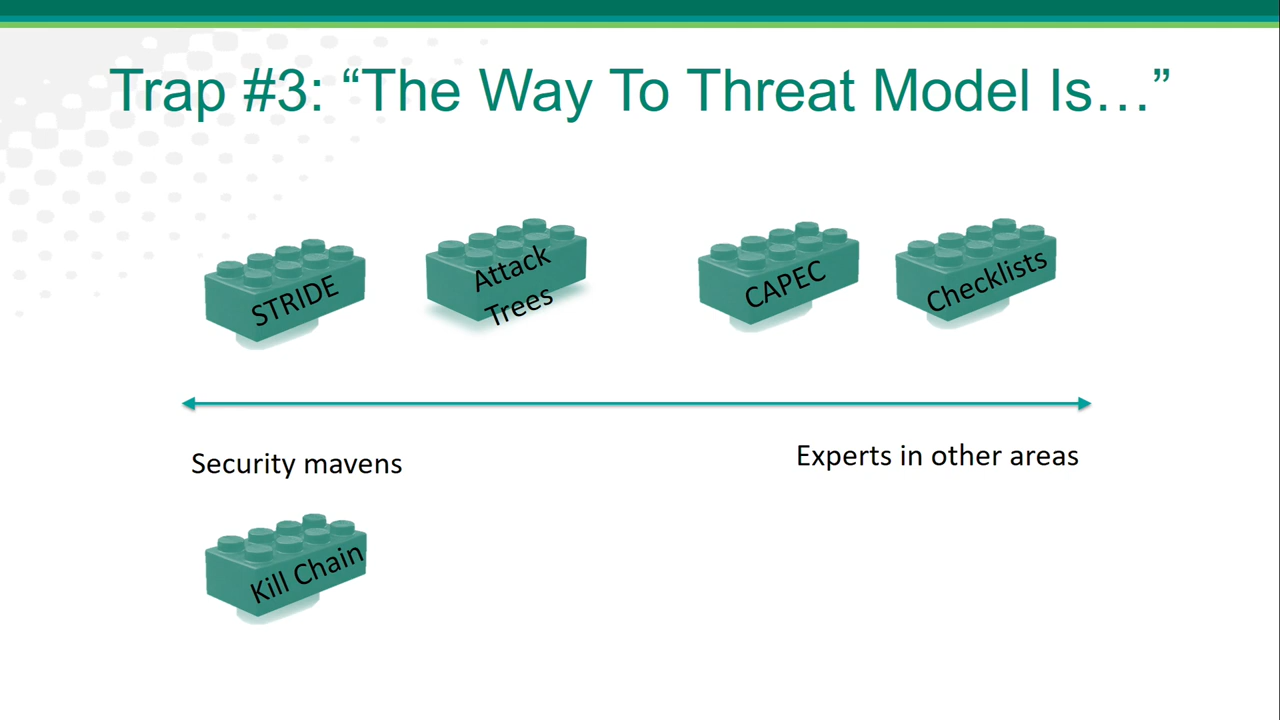 Trap #3: “The Way To Threat Model Is…”
STRIDE
Attack
Trees
CAPEC
Checklists
Security mavens
Experts in other areas
Kill Chain